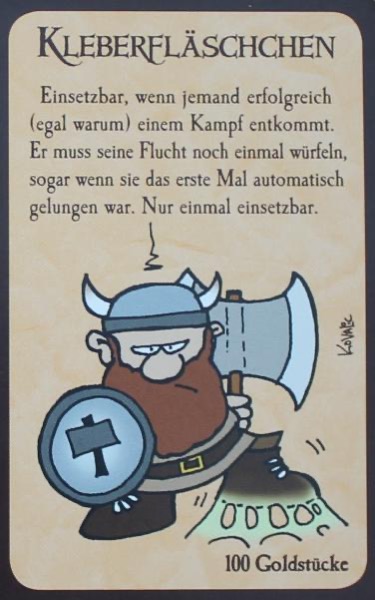 Kleberfläschchen
Einsetzbar, wenn jemand erfolgreich
(egal warum) einem Kampf entkommt.
Er muss seine Flucht noch einmal würfeln,
sogar wenn sie das erste Mal automatisch
gelungen war. Nur einmal einsetzbar.
Kovalic
100 Goldstücke